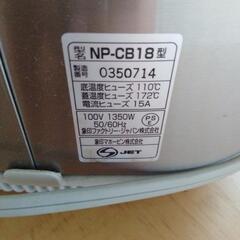 型名 NP-CB18型
製造番号 0350714
底温度ヒューズ 110℃
蓋温度ヒューズ 172℃
電流ヒューズ 15A
100V 1350W
50/60Hz
PSE
象印ファクトリー・ジャパン株式会社
象印マホービン株式会社
JET